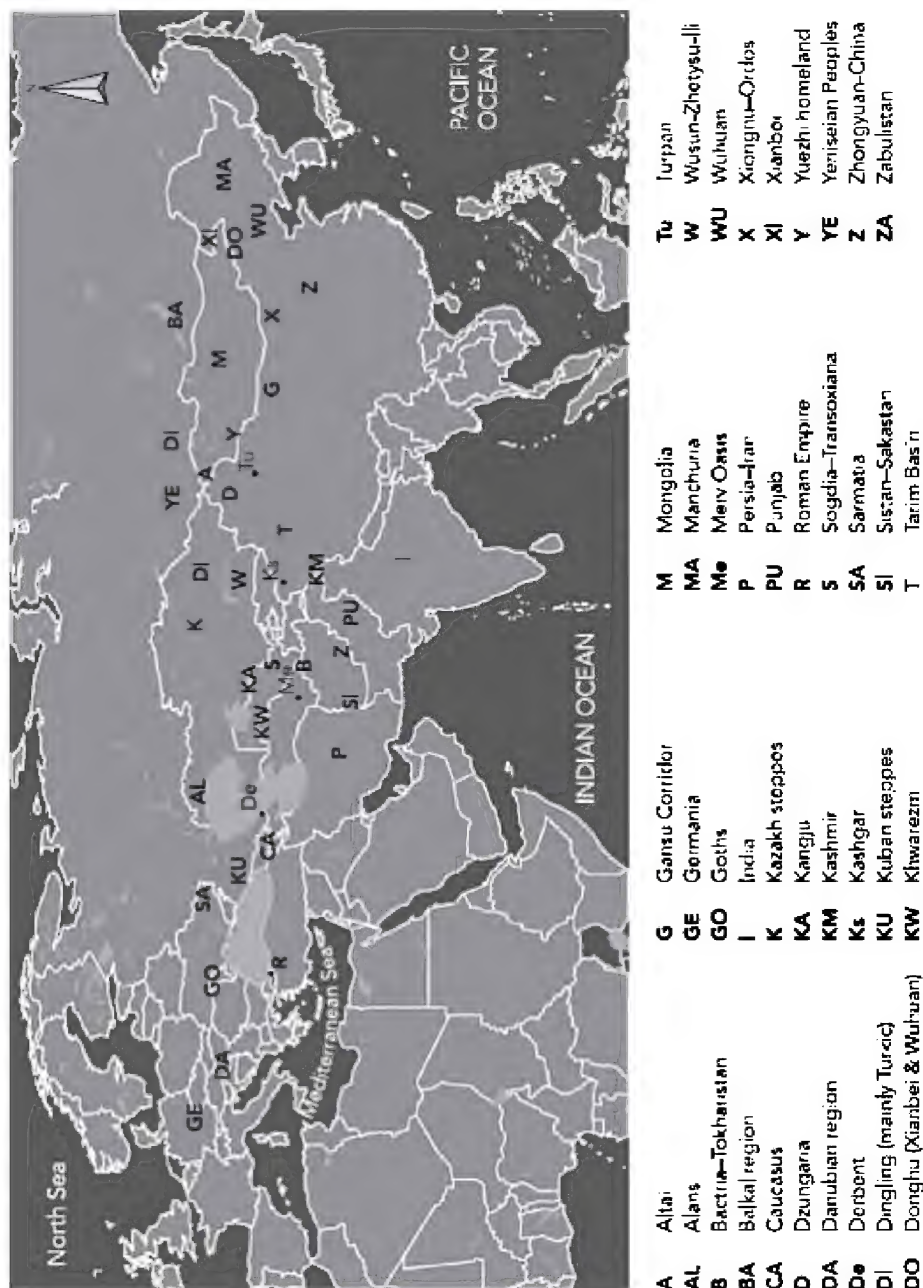 North Sea
PACIFIC
OCEAN
MA
XI
DO
WU
BA
M
X
Z
G
DI
Y
Tu
YE
A
D
T
K
DI
W
Ks
KM
I
PU
KA
S
Me
B
Z
SI
KW
P
AL
De
CA
KU
SA
GO
R
DA
GE
Mediterranean Sea
INDIAN OCEAN
A Altai
AL Alans
B Bactria–Tokharistan
BA Baikal region
CA Caucasus
D Dzungaria
DA Danubian region
De Derbent
DI Dingling (mainly Turkic)
DO Donghu (Xianbei & Wuhuan)
G Gansu Corridor
GE Germania
GO Goths
I India
K Kazakh steppes
KA Kangju
KM Kashmir
Ks Kashgar
KU Kuban steppes
KW Khwarezm
M Mongolia
MA Manchuria
Me Merv Oasis
P Persia–Iran
PU Punjab
R Roman Empire
S Sogdia–Transoxiana
SA Sarmatia
SI Sistan–Sakastan
T Tarim Basin
Tu Turpan
W Wusun–Zhetysu–Ili
WU Wuhuan
X Xiongnu–Ordos
XI Xianbei
Y Yuezhi homeland
YE Yeniseian Peoples
Z Zhongyuan-China
ZA Zabulistan